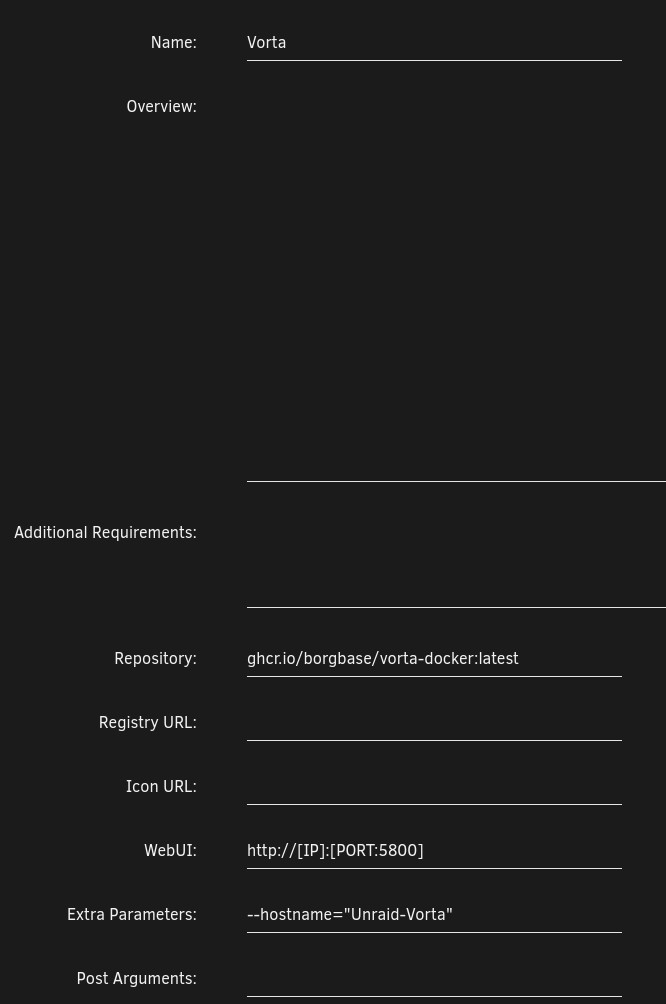 Name: Vorta
Overview:
Additional Requirements:
Repository: ghcr.io/borgbase/vorta-docker:latest
Registry URL:
Icon URL:
WebUI: http://[IP]:[PORT:5800]
Extra Parameters: --hostname="Unraid-Vorta"
Post Arguments: